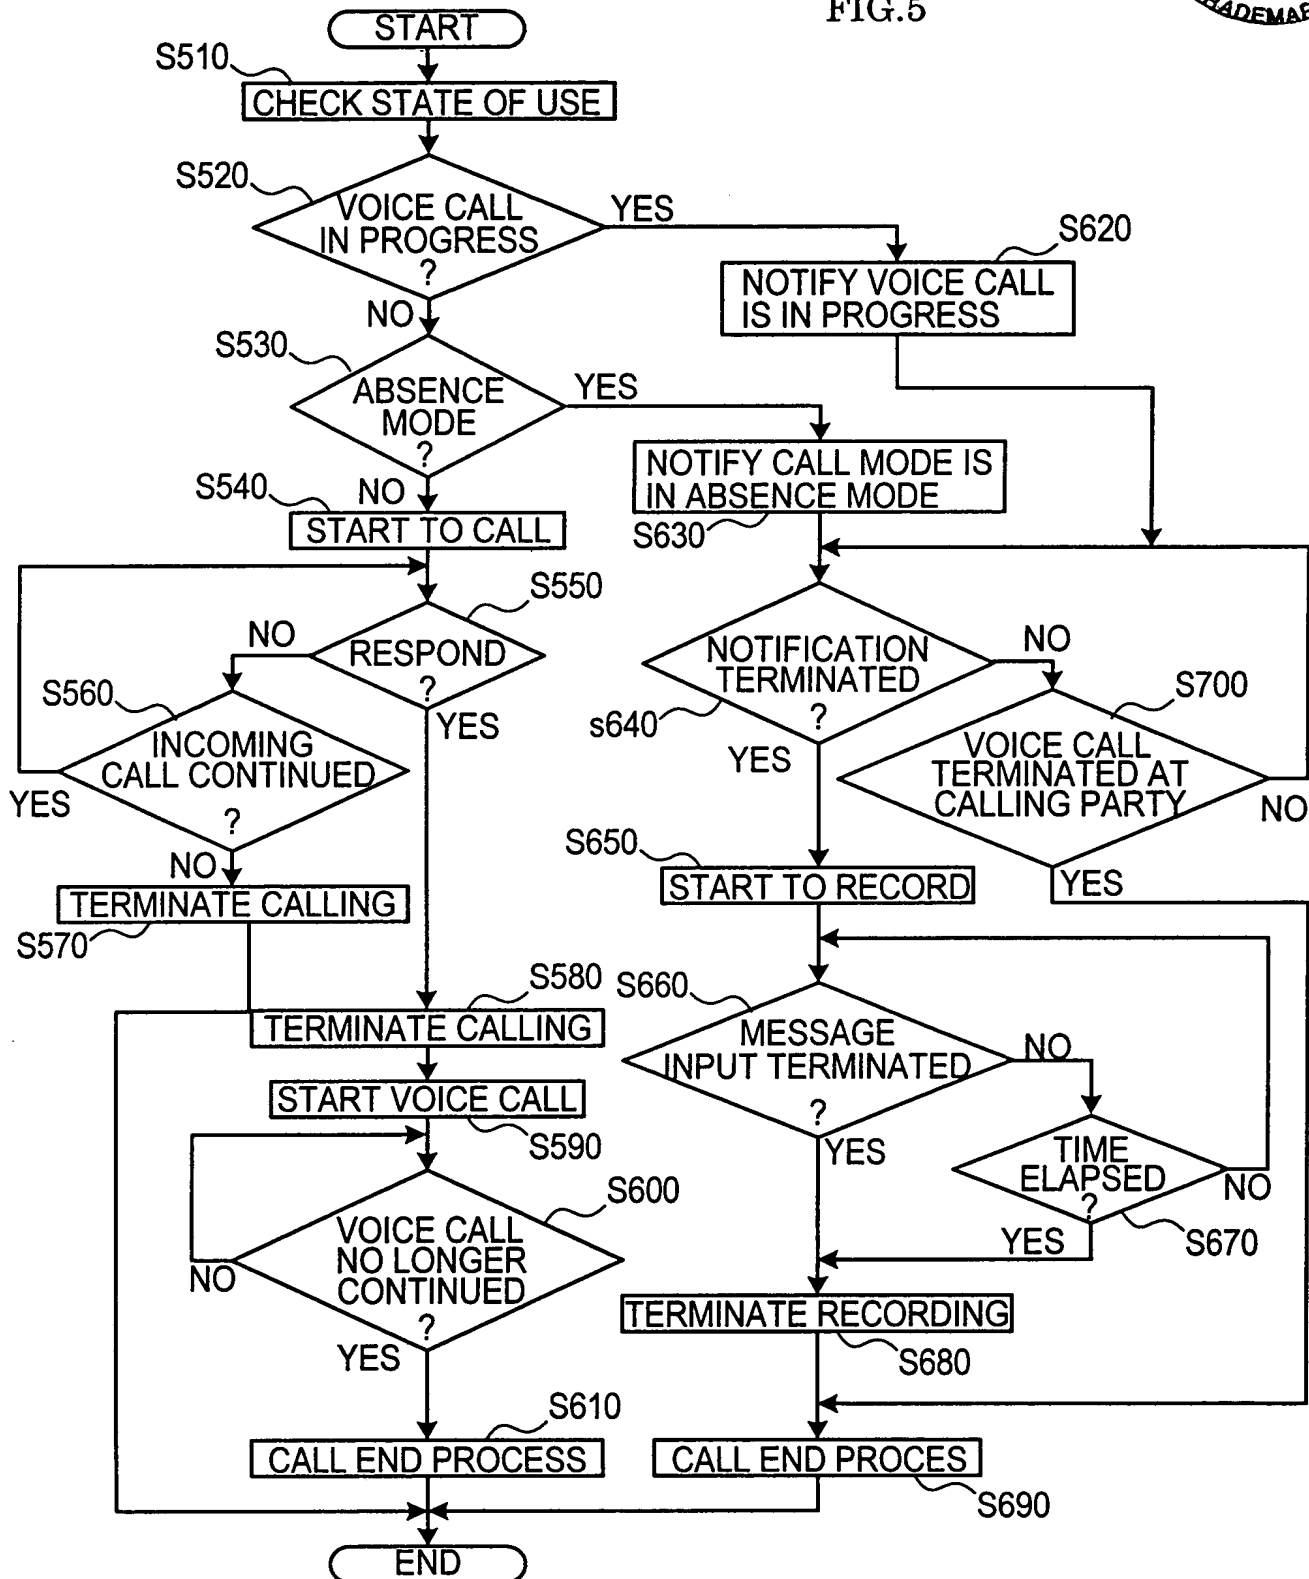 FIG.5
RADEMAR
START
S510
CHECK STATE OF USE
S520
VOICE CALL
IN PROGRESS
?
YES
NO
S620
NOTIFY VOICE CALL
IS IN PROGRESS
S530
ABSENCE
MODE
?
YES
NO
NOTIFY CALL MODE IS
IN ABSENCE MODE
S630
S540
START TO CALL
S550
RESPOND
?
NO
YES
S560
INCOMING
CALL CONTINUED
?
YES
NO
TERMINATE CALLING
S570
NOTIFICATION
TERMINATED
?
s640
NO
YES
S700
VOICE CALL
TERMINATED AT
CALLING PARTY
NO
YES
S650
START TO RECORD
S580
TERMINATE CALLING
START VOICE CALL
S590
S600
VOICE CALL
NO LONGER
CONTINUED
?
NO
YES
S660
MESSAGE
INPUT TERMINATED
?
NO
YES
TIME
ELAPSED
?
NO
YES
S670
TERMINATE RECORDING
S680
S610
CALL END PROCESS
CALL END PROCES
S690
END